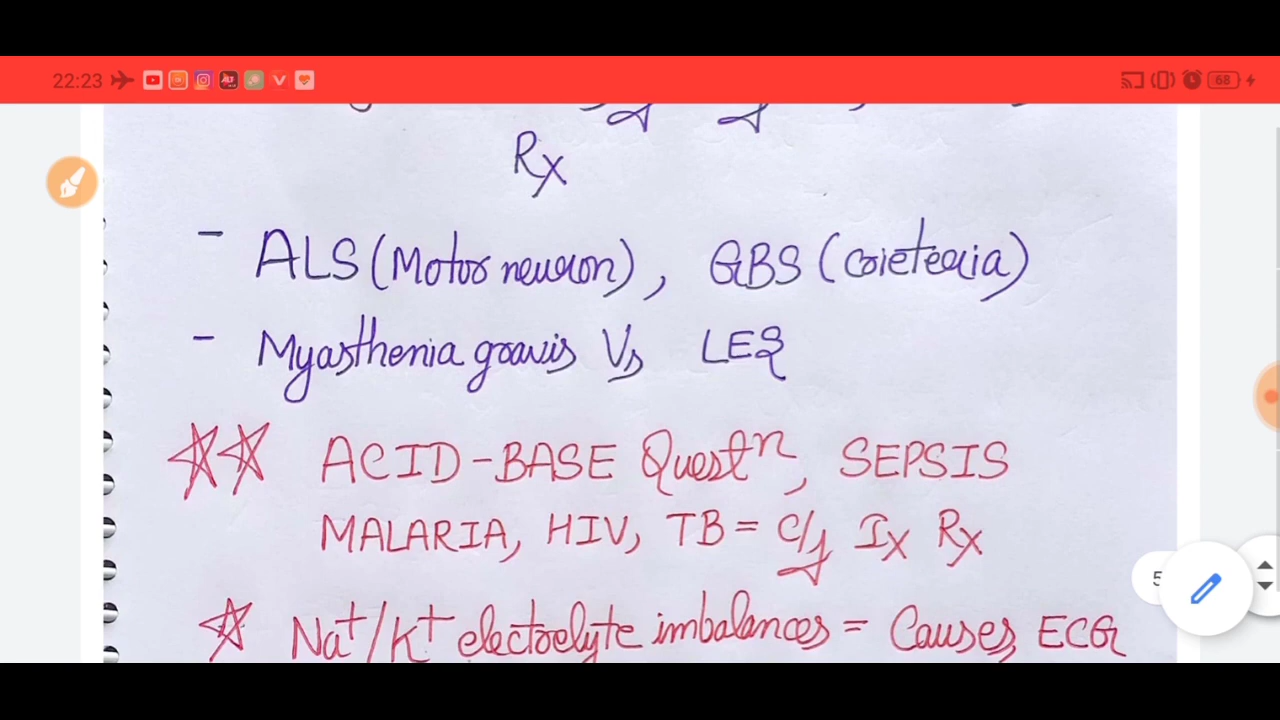 22:23
68
Rx
- ALS (Motor neuron), GBS (criteria)
- Myasthenia gravis Vs LES
ACID-BASE Questn, SEPSIS
MALARIA, HIV, TB = C/f Ix Rx
5
Na+/K+ electrolyte imbalances = Causes, ECG